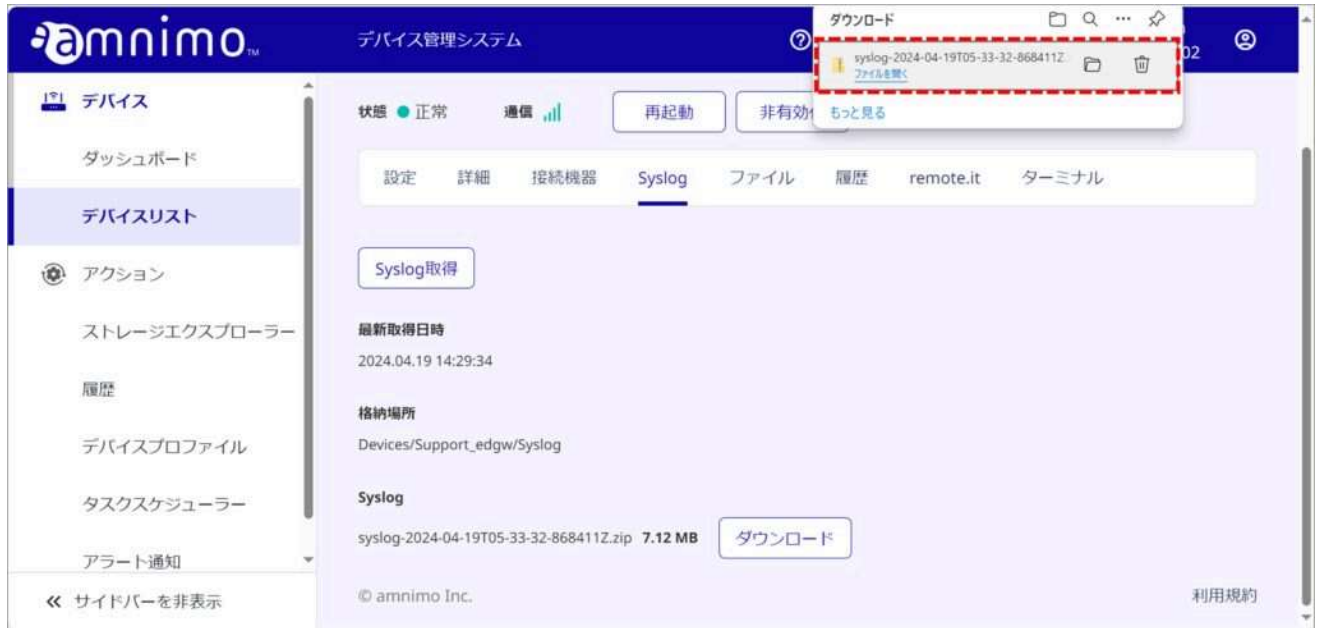 amnimo™
デバイス管理システム
02
ダウンロード
syslog-2024-04-19T05-33-32-868411Z
ファイルを開く
もっと見る
デバイス
ダッシュボード
デバイスリスト
アクション
ストレージエクスプローラー
履歴
デバイスプロファイル
タスクスケジューラー
アラート通知
サイドバーを非表示
状態 正常 通信 再起動 非有効
設定 詳細 接続機器 Syslog ファイル 履歴 remote.it ターミナル
Syslog取得
最新取得日時
2024.04.19 14:29:34
格納場所
Devices/Support_edgw/Syslog
Syslog
syslog-2024-04-19T05-33-32-868411Z.zip 7.12 MB ダウンロード
© amnimo Inc. 利用規約